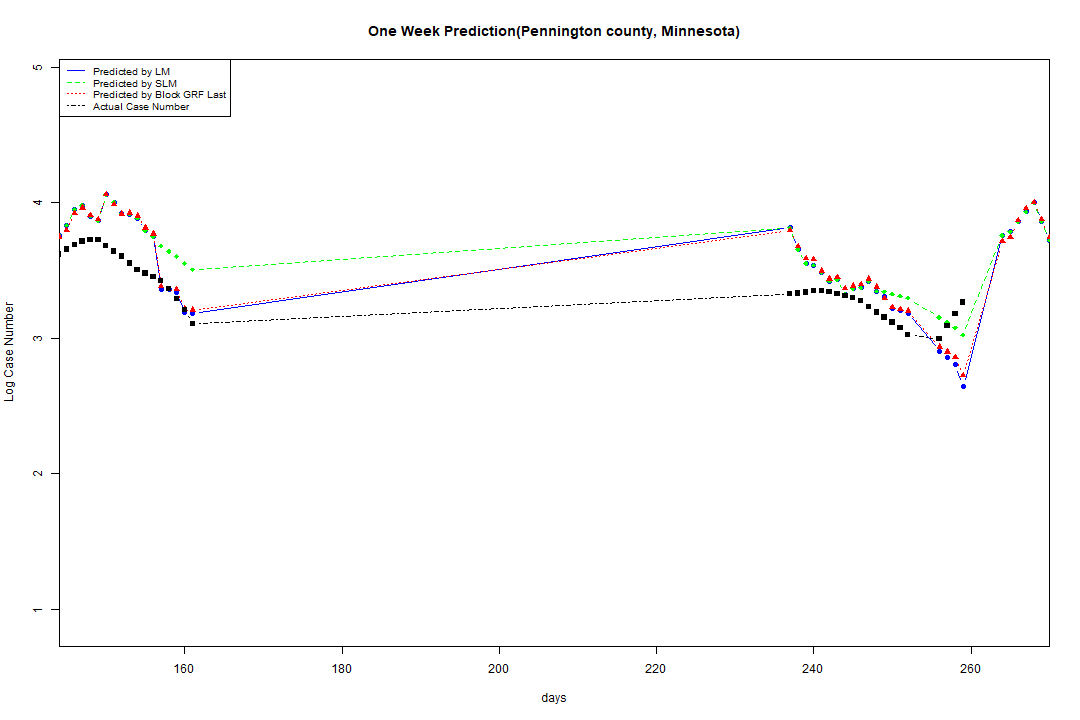 One Week Prediction(Pennington county, Minnesota)
Predicted by LM
Predicted by SLM
Predicted by Block GRF Last
Actual Case Number
5
4
3
2
1
Log Case Number
160 180 200 220 240 260
days